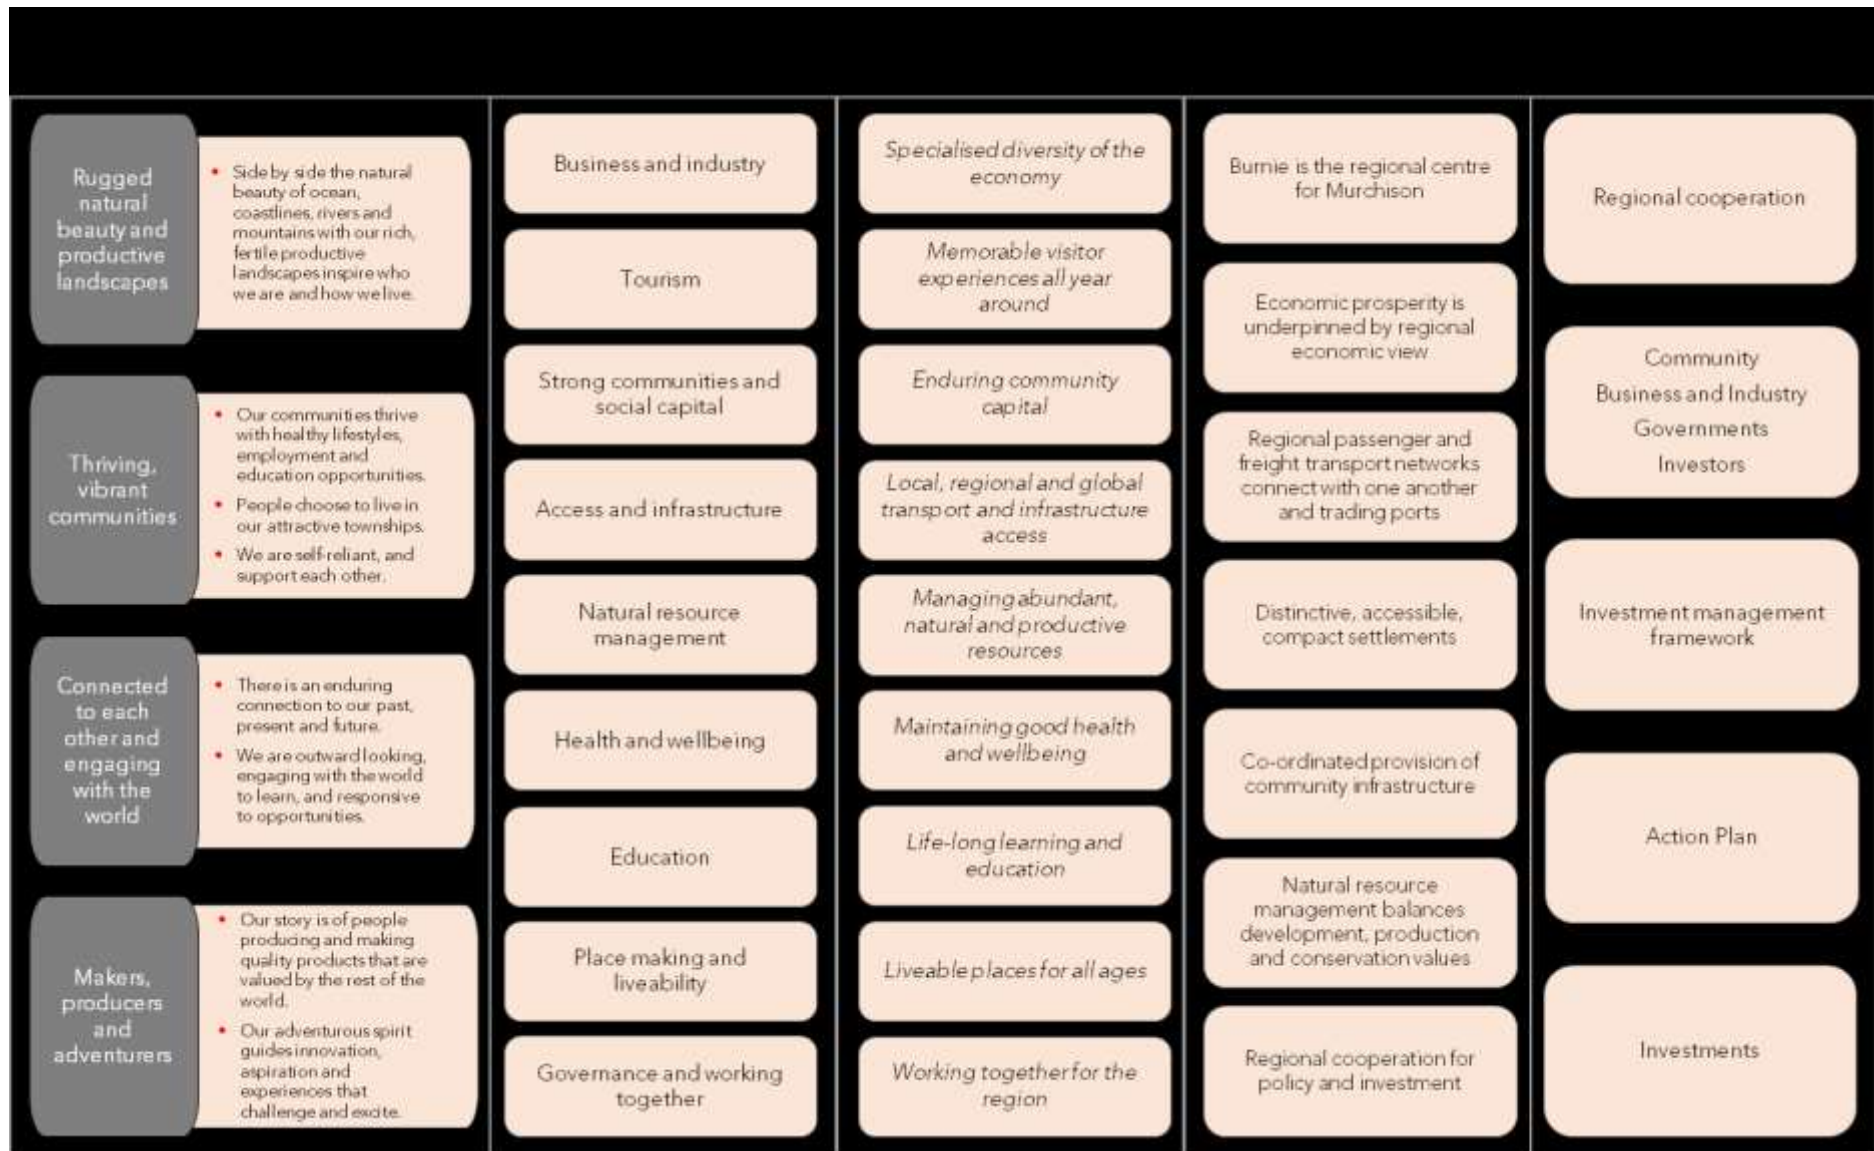 Rugged
natural
beauty and
productive
landscapes
• Side by side the natural
beauty of ocean,
coastlines, rivers and
mountains with our rich,
fertile productive
landscapes inspire who
we are and how we live.
Thriving,
vibrant
communities
• Our communities thrive
with healthy lifestyles,
employment and
education opportunities.
• People choose to live in
our attractive townships.
• We are self-reliant, and
support each other.
Connected
to each
other and
engaging
with the
world
• There is an enduring
connection to our past,
present and future.
• We are outward looking,
engaging with the world
to learn, and responsive
to opportunities.
Makers,
producers
and
adventurers
• Our story is of people
producing and making
quality products that are
valued by the rest of the
world.
• Our adventurous spirit
guides innovation,
aspiration and
experiences that
challenge and excite.
Business and industry
Tourism
Strong communities and
social capital
Access and infrastructure
Natural resource
management
Health and wellbeing
Education
Place making and
liveability
Governance and working
together
Specialised diversity of the
economy
Memorable visitor
experiences all year
around
Enduring community
capital
Local, regional and global
transport and infrastructure
access
Managing abundant,
natural and productive
resources
Maintaining good health
and wellbeing
Life-long learning and
education
Liveable places for all ages
Working together for the
region
Burnie is the regional centre
for Murchison
Economic prosperity is
underpinned by regional
economic view
Regional passenger and
freight transport networks
connect with one another
and trading ports
Distinctive, accessible,
compact settlements
Co-ordinated provision of
community infrastructure
Natural resource
management balances
development, production
and conservation values
Regional cooperation for
policy and investment
Regional cooperation
Community
Business and Industry
Governments
Investors
Investment management
framework
Action Plan
Investments